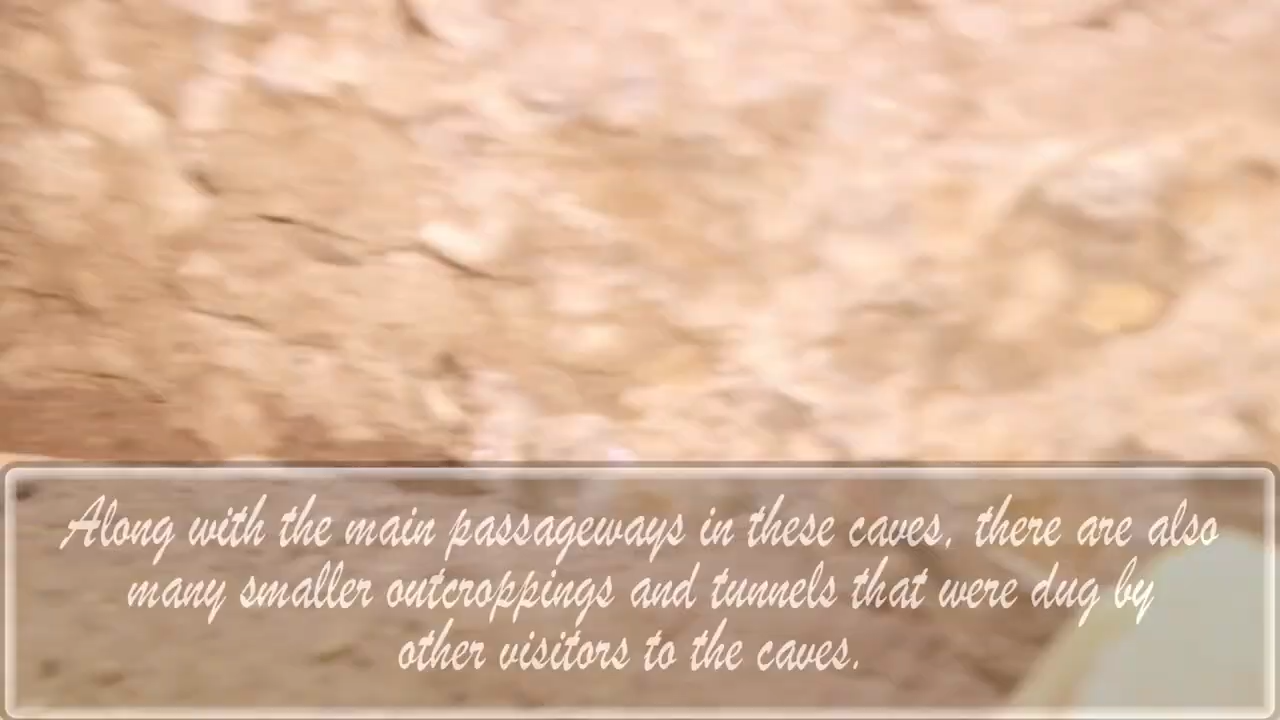 Along with the main passageways in these caves, there are also
many smaller outcroppings and tunnels that were dug by
other visitors to the caves.